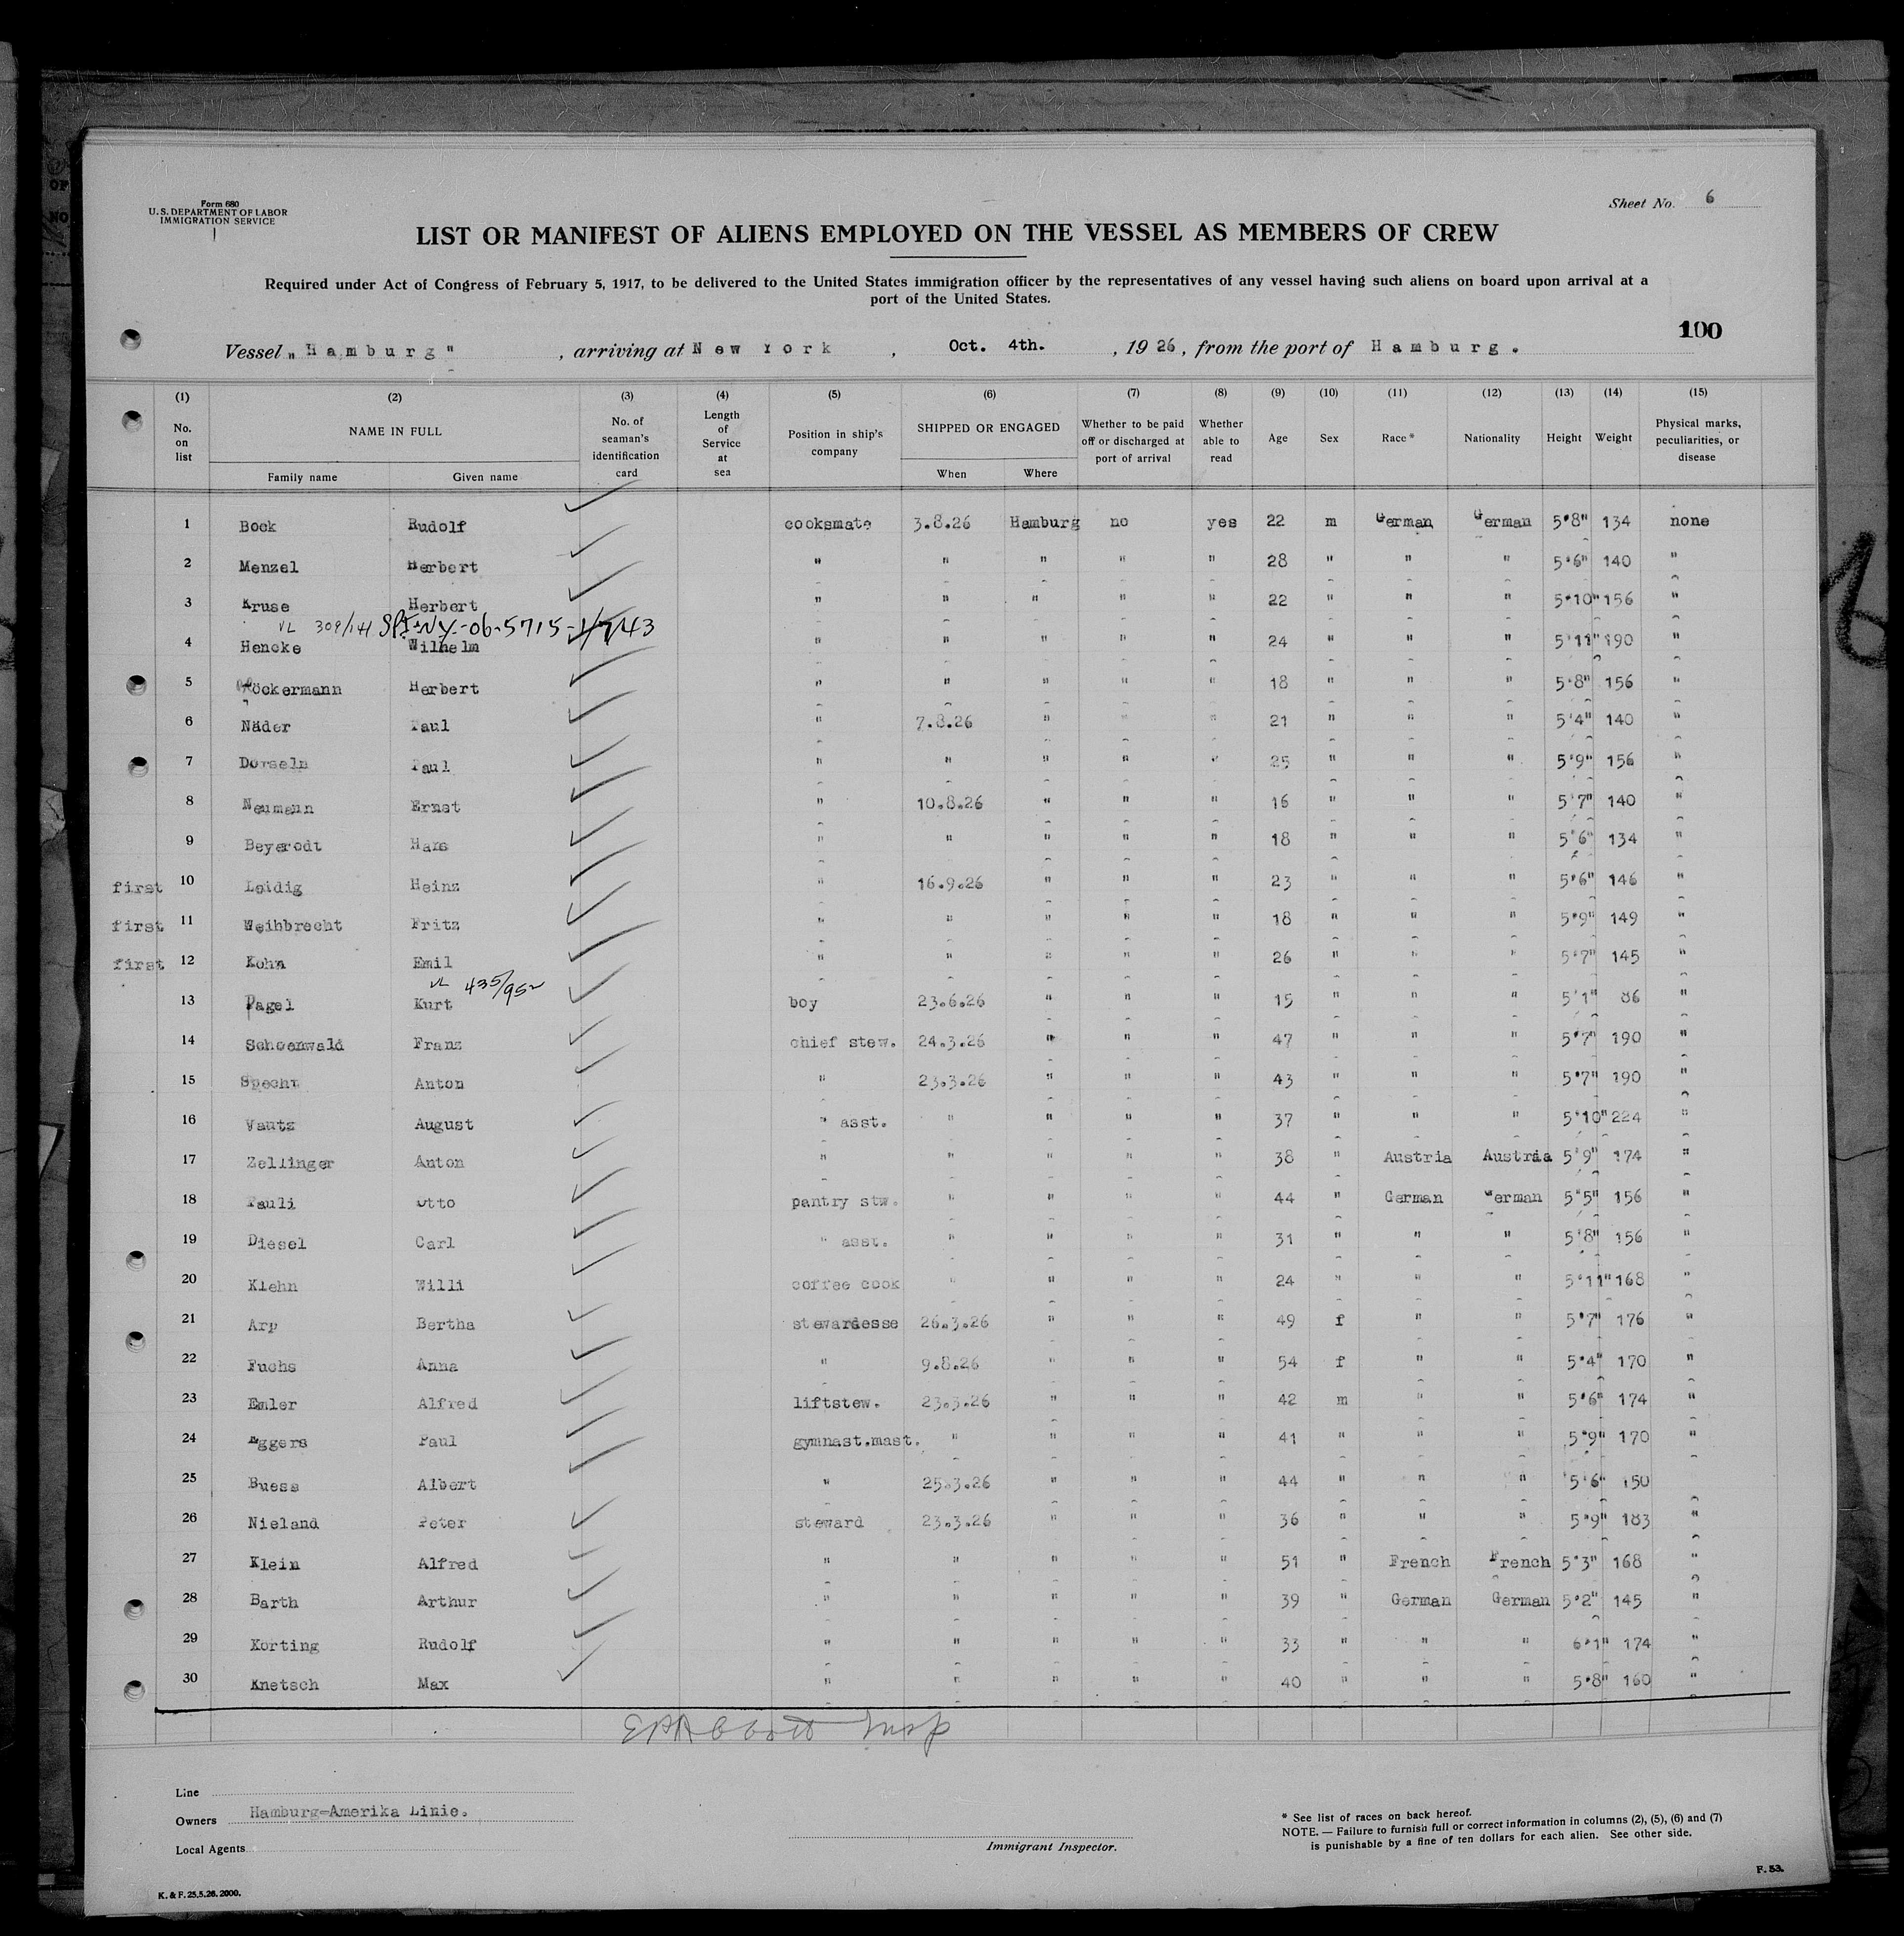 Form 680
U. S. DEPARTMENT OF LABOR
IMMIGRATION SERVICE
Sheet No. 6
LIST OR MANIFEST OF ALIENS EMPLOYED ON THE VESSEL AS MEMBERS OF CREW
Required under Act of Congress of February 5, 1917, to be delivered to the United States immigration officer by the representatives of any vessel having such aliens on board upon arrival at a
port of the United States.
100
Vessel „Hamburg" , arriving at New York , Oct. 4th. , 1926, from the port of Hamburg.
(1) (2) (3) (4) (5) (6) (7) (8) (9) (10) (11) (12) (13) (14) (15)
No. on list NAME IN FULL No. of seaman's identification card Length of Service at sea Position in ship's company SHIPPED OR ENGAGED Whether to be paid off or discharged at port of arrival Whether able to read Age Sex Race * Nationality Height Weight Physical marks, peculiarities, or disease
Family name Given name When Where
1 Bock Rudolf cooksmate 3.8.26 Hamburg no yes 22 m German German 5'8" 134 none
2 Menzel Herbert " " " " " 28 " " " 5'6" 140 "
3 Kruse Herbert " " " " " 22 " " " 5'10" 156 "
VL 309/141
4 Hencke Wilhelm " " " " " 24 " " " 5'11" 190 "
5 öckermann Herbert " " " " " 18 " " " 5'8" 156 "
6 Näder Paul " 7.8.26 " " " 21 " " " 5'4" 140 "
7 Dorseln Paul " " " " " 25 " " " 5'9" 156 "
8 Neumann Ernst " 10.8.26 " " " 16 " " " 5'7" 140 "
9 Beyerodt Hans " " " " " 18 " " " 5'6" 134 "
first 10 Leidig Heinz " 16.9.26 " " " 23 " " " 5'6" 146 "
first 11 Weihbrecht Fritz " " " " " 18 " " " 5'9" 149 "
first 12 Kohn Emil " " " " " 26 " " " 5'7" 145 "
VL 435/952
13 Pagel Kurt boy 23.6.26 " " " 15 " " " 5'1" 86 "
14 Schoenwald Franz chief stew. 24.3.26 " " " 47 " " " 5'7" 190 "
15 Specht Anton " 23.3.26 " " " 43 " " " 5'7" 190 "
16 Vautz August " asst. " " " " 37 " " " 5'10" 224 "
17 Zellinger Anton " " " " " 38 " Austria Austria 5'9" 174 "
18 Pauli Otto pantry stw. " " " " 44 " German German 5'5" 156 "
19 Diesel Carl " asst. " " " " 31 " " " 5'8" 156 "
20 Klehn Willi coffee cook " " " " 24 " " " 5'11" 168 "
21 Arp Bertha stewardesse 26.3.26 " " " 49 f " " 5'7" 176 "
22 Fuchs Anna " 9.8.26 " " " 54 f " " 5'4" 170 "
23 Emler Alfred liftstew. 23.3.26 " " " 42 m " " 5'6" 174 "
24 Aggers Paul gymnast.mast. " " " " 41 " " " 5'9" 170 "
25 Buess Albert " 25.3.26 " " " 44 " " " 5'6" 150 "
26 Nieland Peter steward 23.3.26 " " " 36 " " " 5'9" 183 "
27 Klein Alfred " " " " " 51 " French French 5'3" 168 "
28 Barth Arthur " " " " " 39 " German German 5'2" 145 "
29 Korting Rudolf " " " " " 33 " " " 6'1" 174 "
30 Knetsch Max " " " " " 40 " " " 5'8" 160 "
E A Abbott Insp
Line
Owners Hamburg-Amerika Linie.
Local Agents
Immigrant Inspector.
* See list of races on back hereof.
NOTE. — Failure to furnish full or correct information in columns (2), (5), (6) and (7)
is punishable by a fine of ten dollars for each alien. See other side.
K. & F. 25.5.26. 2000.
F. 53.